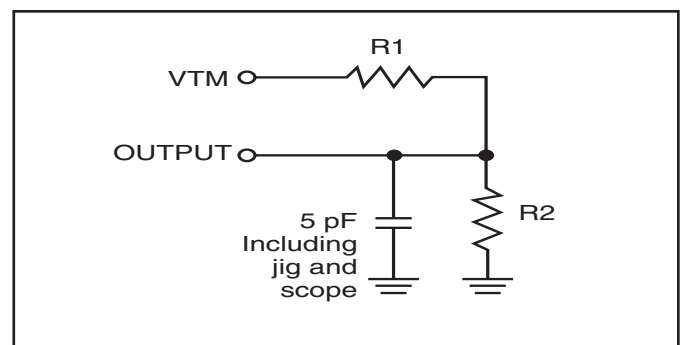 R1
VTM
OUTPUT
R2
5 pF
Including
jig and
scope